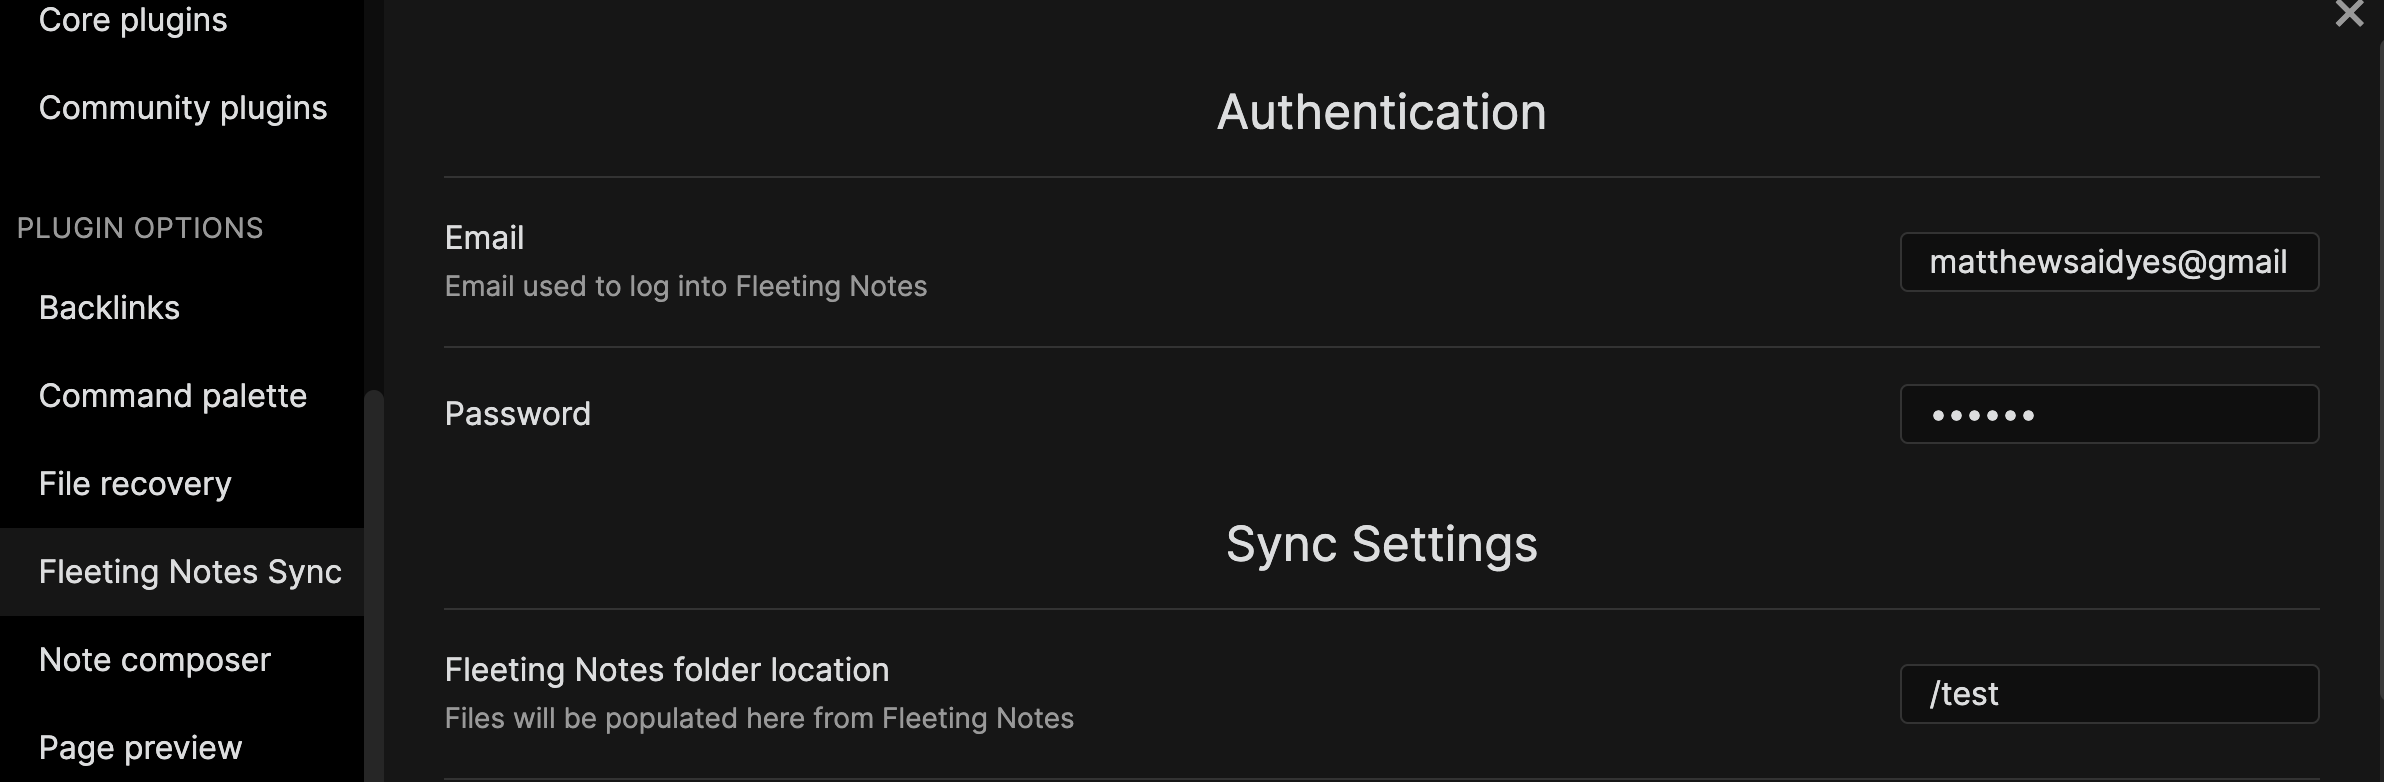 Core plugins
Community plugins
PLUGIN OPTIONS
Backlinks
Command palette
File recovery
Fleeting Notes Sync
Note composer
Page preview
Authentication
Email
Email used to log into Fleeting Notes
matthewsaidyes@gmail
Password
••••••
Sync Settings
Fleeting Notes folder location
Files will be populated here from Fleeting Notes
/test